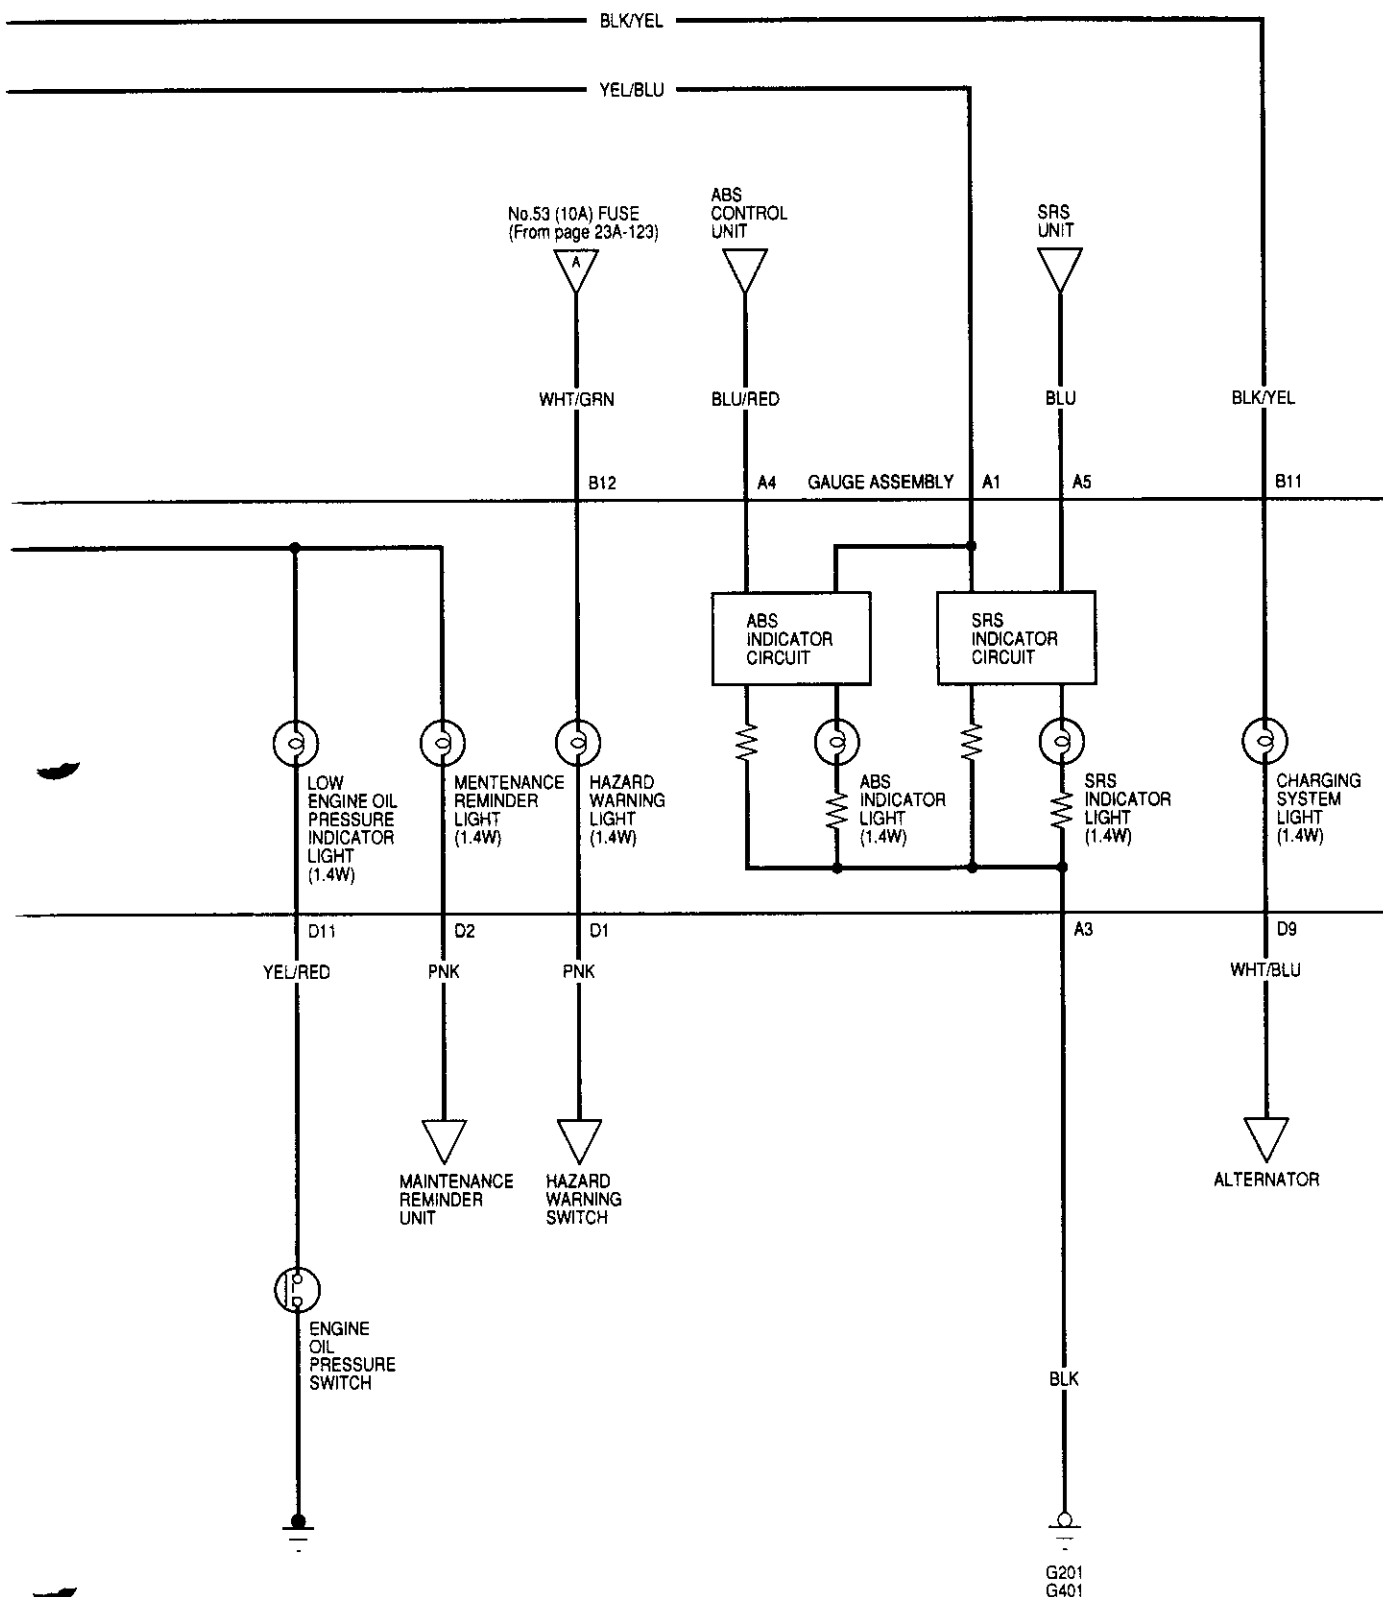 BLK/YEL
YEL/BLU
No.53 (10A) FUSE
(From page 23A-123)
A
ABS
CONTROL
UNIT
SRS
UNIT
WHT/GRN
BLU/RED
BLU
BLK/YEL
B12
A4
GAUGE ASSEMBLY
A1
A5
B11
ABS
INDICATOR
CIRCUIT
SRS
INDICATOR
CIRCUIT
LOW
ENGINE OIL
PRESSURE
INDICATOR
LIGHT
(1.4W)
MENTENANCE
REMINDER
LIGHT
(1.4W)
HAZARD
WARNING
LIGHT
(1.4W)
ABS
INDICATOR
LIGHT
(1.4W)
SRS
INDICATOR
LIGHT
(1.4W)
CHARGING
SYSTEM
LIGHT
(1.4W)
D11
D2
D1
A3
D9
YEL/RED
PNK
PNK
WHT/BLU
MAINTENANCE
REMINDER
UNIT
HAZARD
WARNING
SWITCH
ALTERNATOR
ENGINE
OIL
PRESSURE
SWITCH
BLK
G201
G401